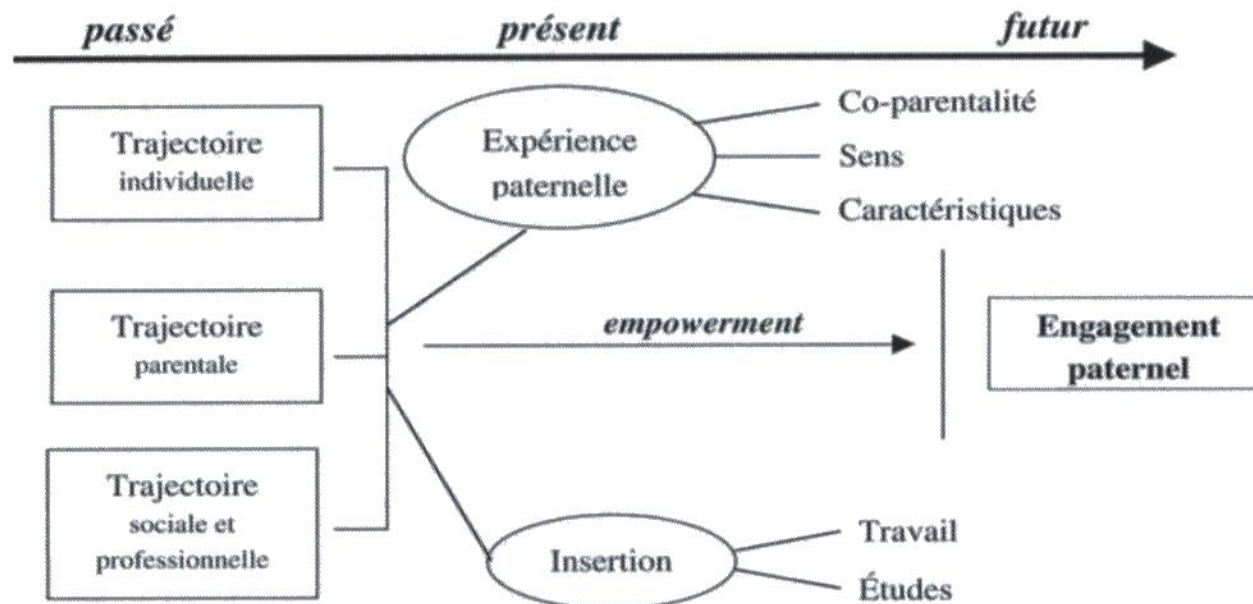 passé présent futur
Trajectoire
individuelle
Expérience
paternelle
Co-parentalité
Sens
Caractéristiques
Trajectoire
parentale
empowerment
Engagement
paternel
Trajectoire
sociale et
professionnelle
Insertion
Travail
Études